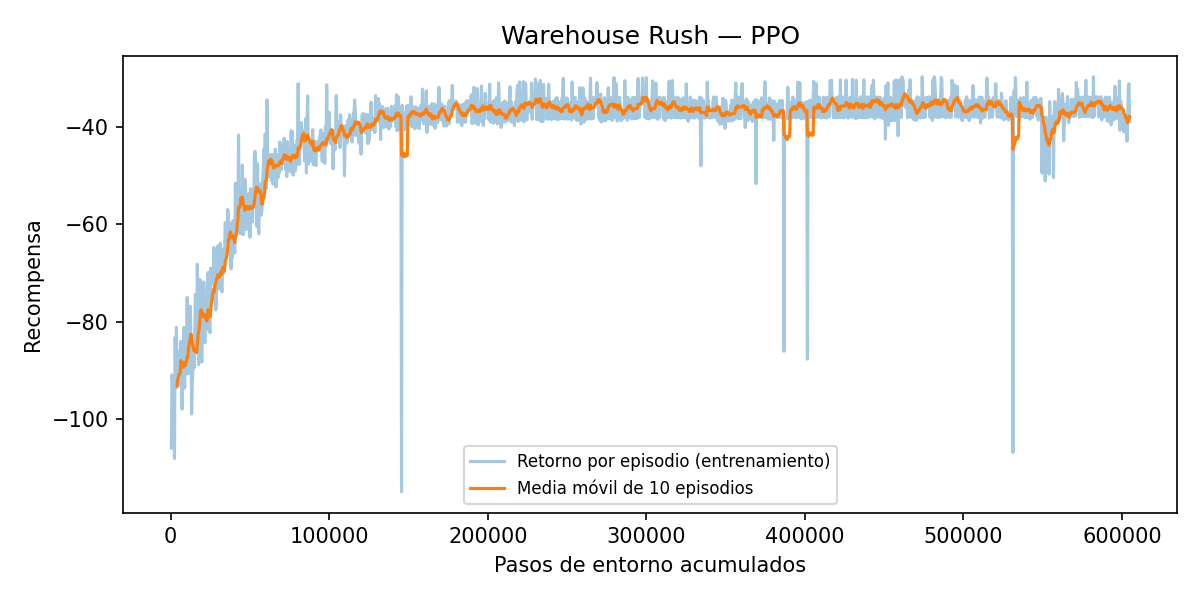 Warehouse Rush — PPO
Recompensa
−40
−60
−80
−100
Retorno por episodio (entrenamiento)
Media móvil de 10 episodios
0
100000
200000
300000
400000
500000
600000
Pasos de entorno acumulados